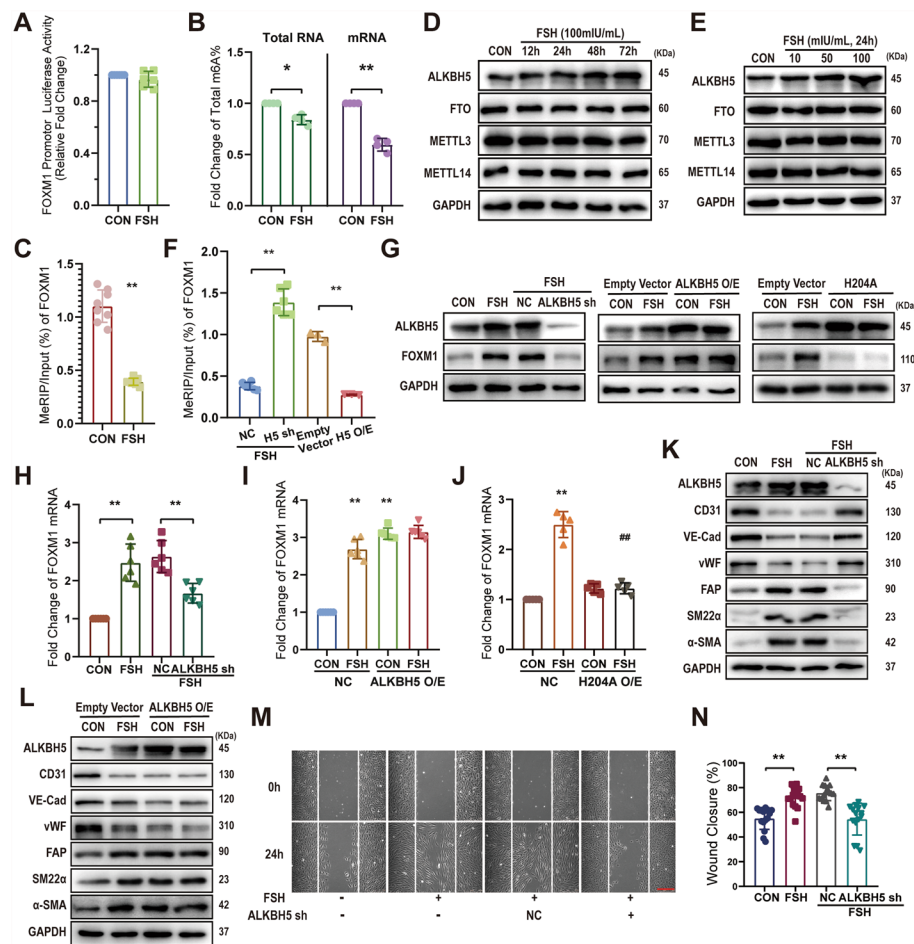 A
FOXM1 Promotor Luciferase Activity
(Relative Fold Change)
1.2
0.9
0.6
0.3
0.0
CON FSH
B
Total RNA mRNA
Fold Change of Total m6A%
1.5
1.0
0.5
0.0
*
**
CON FSH CON FSH
D
FSH (100mIU/mL)
CON 12h 24h 48h 72h (KDa)
ALKBH5 45
FTO 60
METTL3 70
METTL14 65
GAPDH 37
E
FSH (mIU/mL, 24h)
CON 10 50 100 (KDa)
ALKBH5 45
FTO 60
METTL3 70
METTL14 65
GAPDH 37
C
MeRIP/Input (%) of FOXM1
1.5
1.0
0.5
0.0
**
CON FSH
F
MeRIP/Input (%) of FOXM1
2.0
1.5
1.0
0.5
0.0
**
**
NC H5 sh Empty Vector H5 O/E
FSH
G
FSH
CON FSH NC ALKBH5 sh
Empty Vector ALKBH5 O/E
CON FSH CON FSH
Empty Vector H204A
CON FSH CON FSH (KDa)
ALKBH5 45
FOXM1 110
GAPDH 37
H
Fold Change of FOXM1 mRNA
4
3
2
1
0
**
**
CON FSH NC ALKBH5 sh
FSH
I
Fold Change of FOXM1 mRNA
4
3
2
1
0
**
**
CON FSH CON FSH
NC ALKBH5 O/E
J
Fold Change of FOXM1 mRNA
3
2
1
0
**
##
CON FSH CON FSH
NC H204A O/E
K
FSH
CON FSH NC ALKBH5 sh (KDa)
ALKBH5 45
CD31 130
VE-Cad 120
vWF 310
FAP 90
SM22α 23
α-SMA 42
GAPDH 37
L
Empty Vector ALKBH5 O/E
CON FSH CON FSH (KDa)
ALKBH5 45
CD31 130
VE-Cad 120
vWF 310
FAP 90
SM22α 23
α-SMA 42
GAPDH 37
M
0h
24h
FSH - + + +
ALKBH5 sh - - NC +
N
Wound Closure (%)
100
80
60
40
20
0
**
**
CON FSH NC ALKBH5 sh
FSH